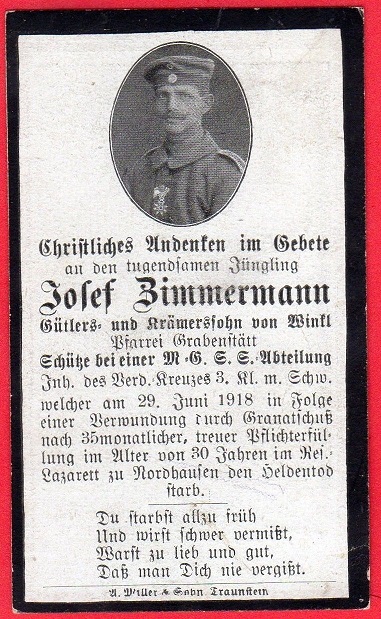 Christliches Andenken im Gebete
an den tugendsamen Jüngling
Josef Zimmermann
Gütlers- und Krämerssohn von Winkl
Pfarrei Grabenstätt
Schütze bei einer M.-G. S. S.-Abteilung
Inh. des Verd.-Kreuzes 3. Kl. m. Schw.
welcher am 29. Juni 1918 in Folge
einer Verwundung durch Granatschuß
nach 35monatlicher, treuer Pflichterfül-
lung im Alter von 30 Jahren im Res.-
Lazarett zu Nordhausen den Heldentod
starb.
Du starbst allzu früh
Und wirst schwer vermißt,
Warst zu lieb und gut,
Daß man Dich nie vergißt.
A. Miller & Sohn Traunstein